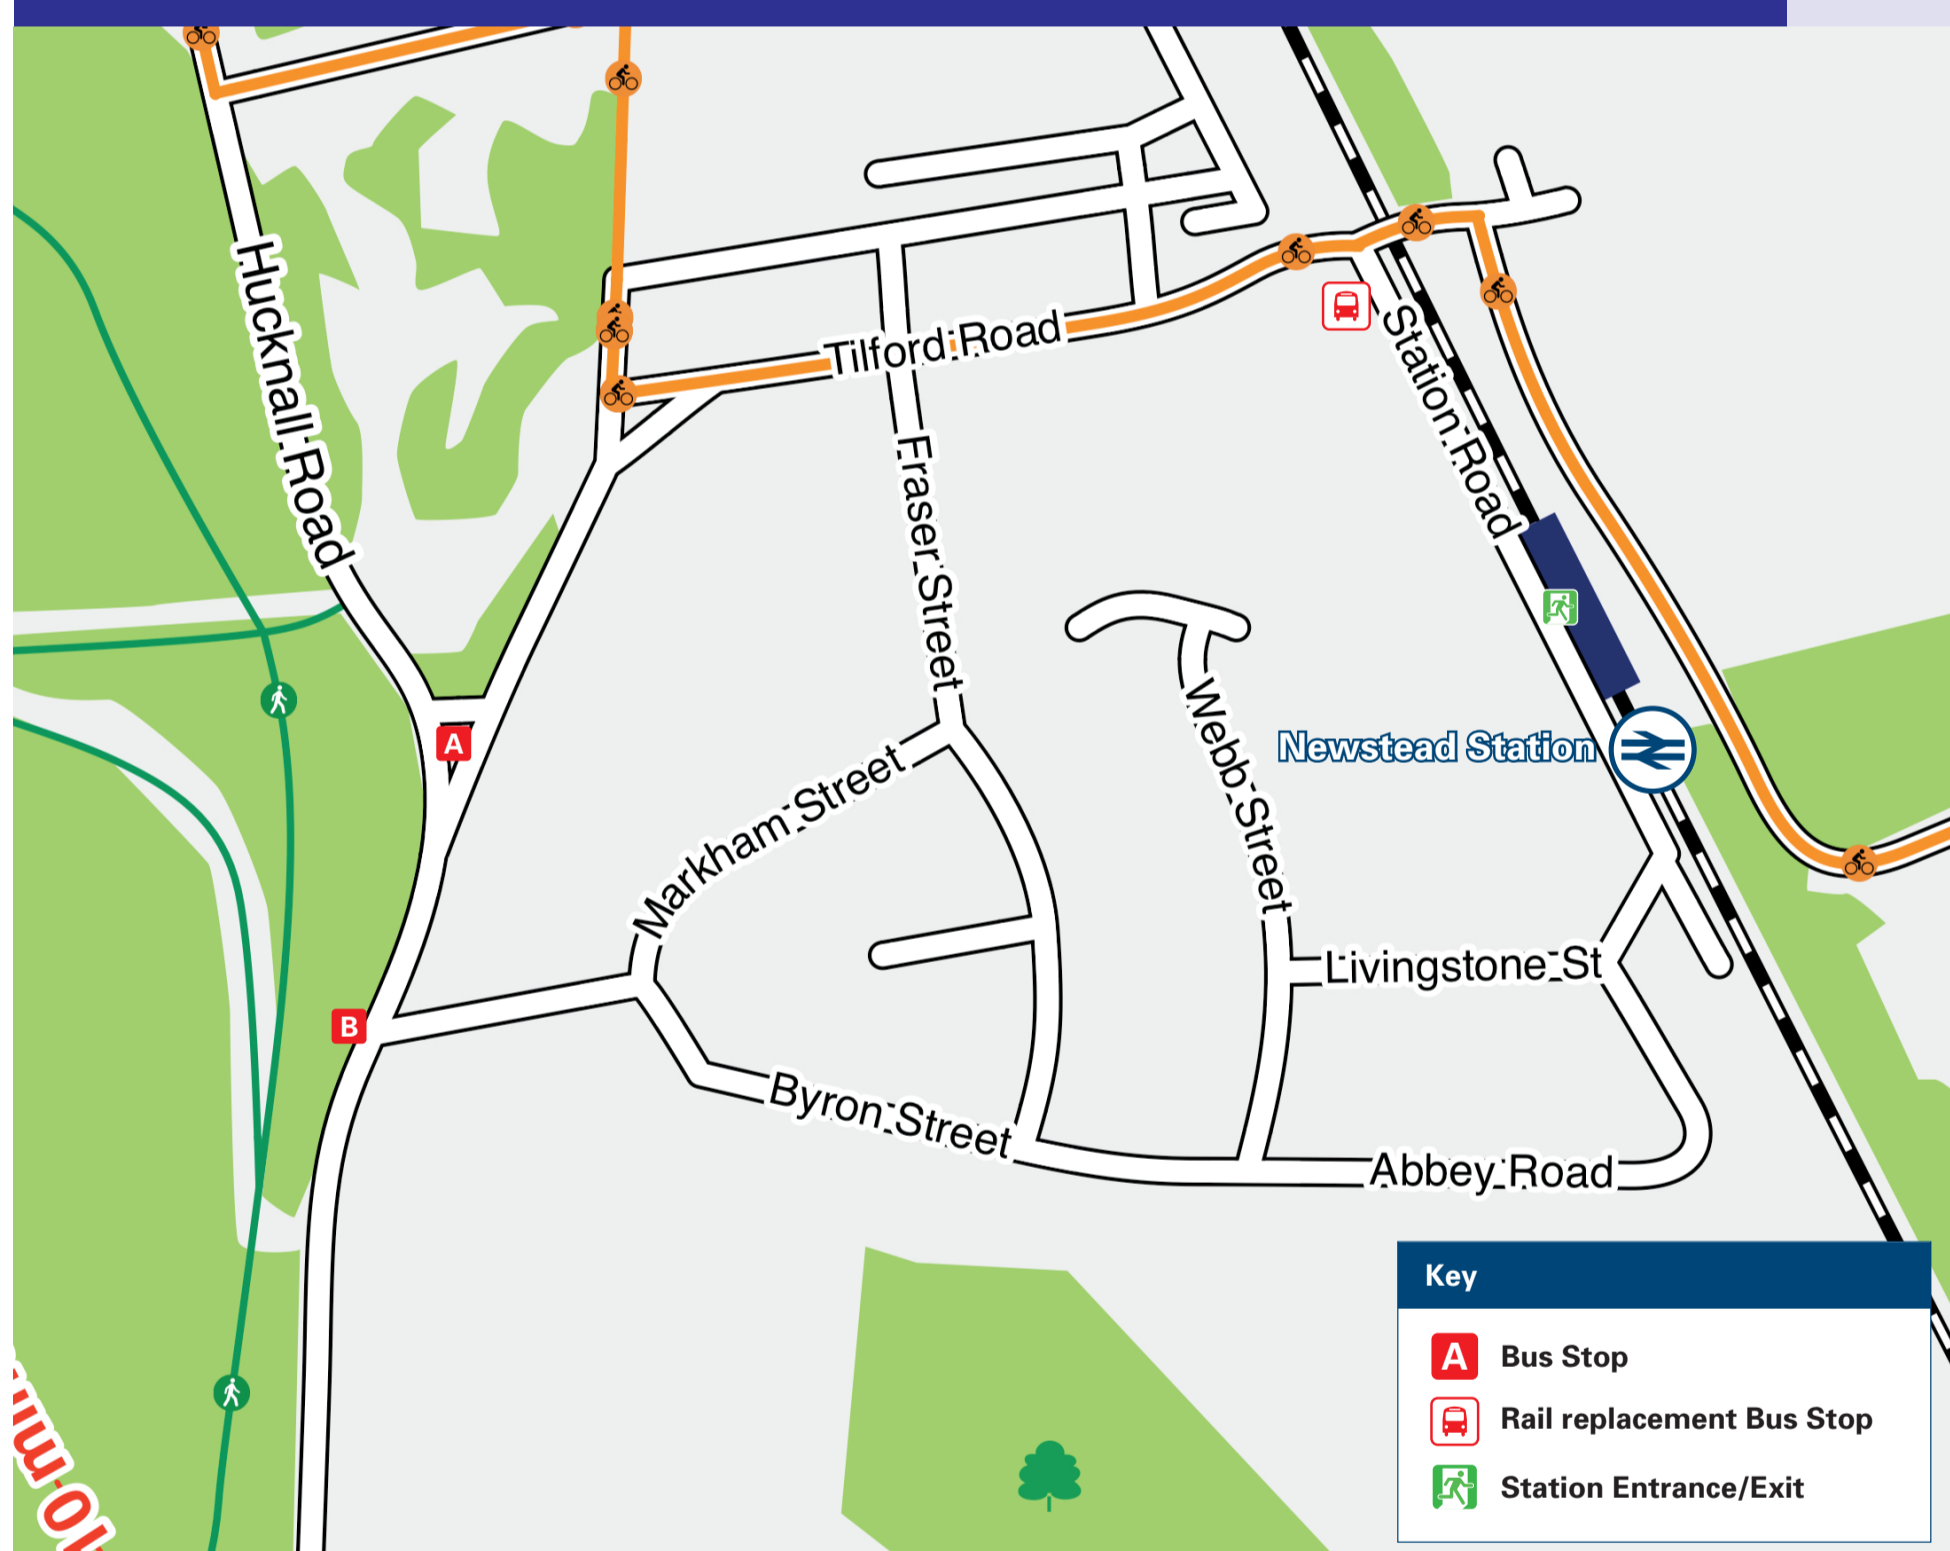 Hucknall Road
Tilford Road
Station Road
Fraser Street
Webb Street
A
Newstead Station
Markham Street
Livingstone St
B
Byron Street
Abbey Road
Key
A Bus Stop
Rail replacement Bus Stop
Station Entrance/Exit